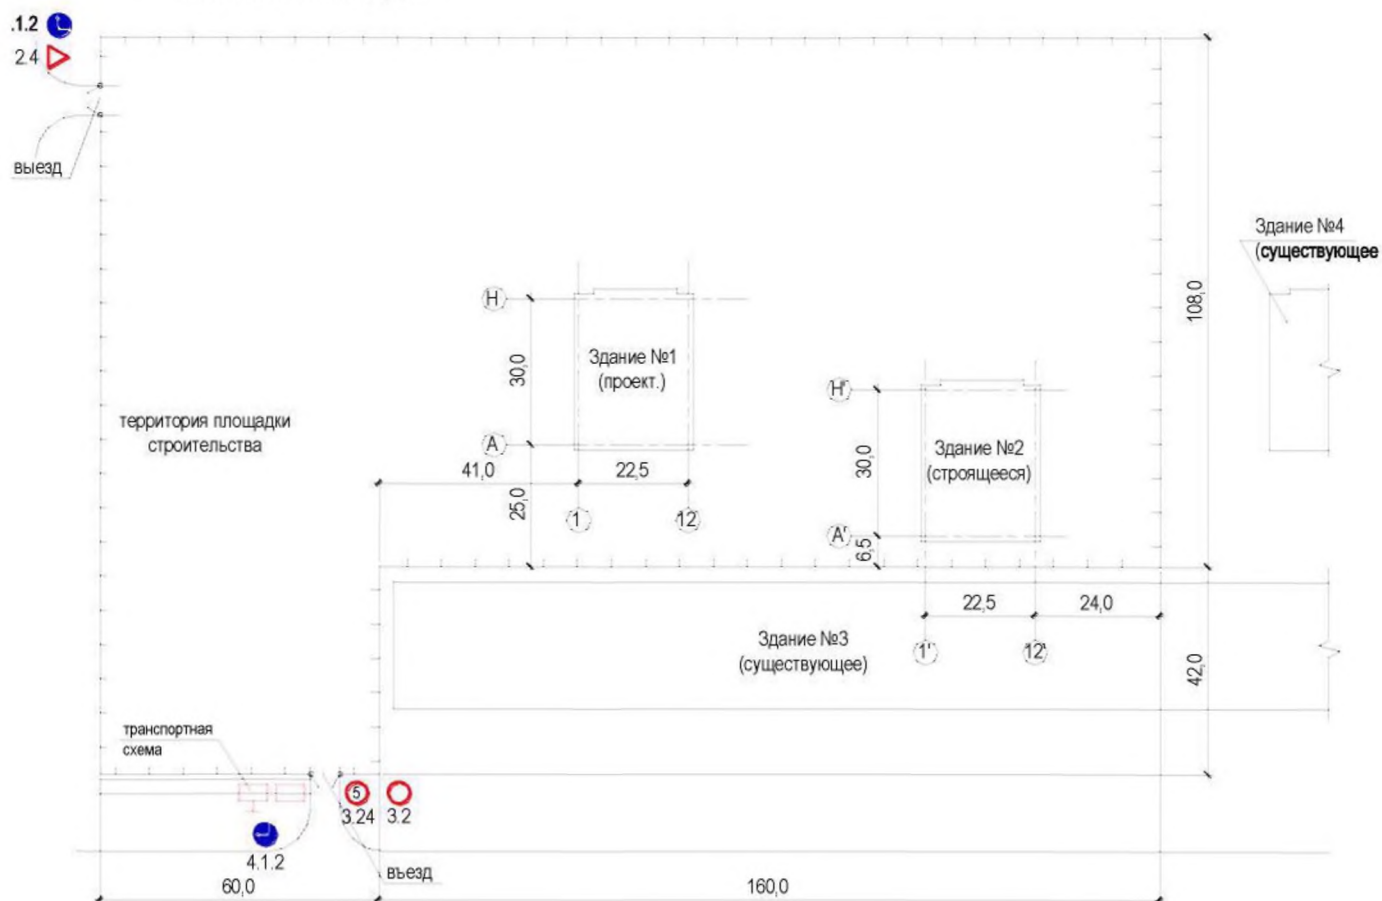 .1.2
2.4
выезд
Здание №4
(существующее
108,0
Н
30,0
Здание №1
(проект.)
А
41,0
22,5
25,0
1
12
территория площадки
строительства
Н'
30,0
Здание №2
(строящееся)
А'
6,5
22,5
24,0
1'
12'
Здание №3
(существующее)
42,0
транспортная
схема
5
3.24
3.2
4.1.2
въезд
60,0
160,0